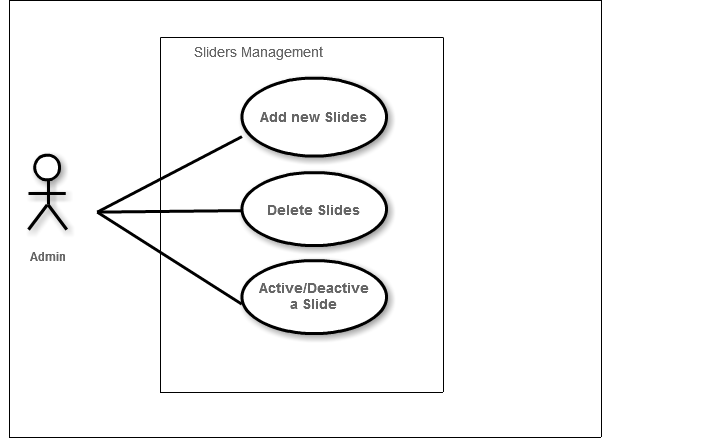 Sliders Management
Add new Slides
Delete Slides
Admin
Active/Deactive
a Slide